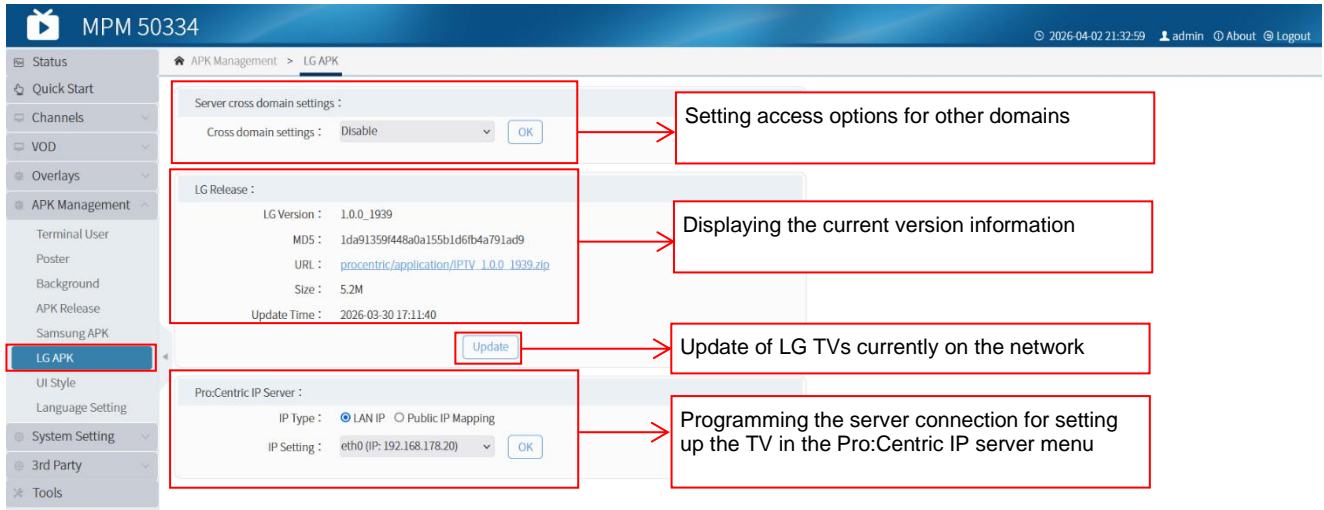 MPM 50334
2026-04-02 21:32:59 admin About Logout
Status
Quick Start
Channels
VOD
Overlays
APK Management
Terminal User
Poster
Background
APK Release
Samsung APK
LG APK
UI Style
Language Setting
System Setting
3rd Party
Tools
APK Management > LG APK
Server cross domain settings :
Cross domain settings : Disable OK
Setting access options for other domains
LG Release :
LG Version : 1.0.0_1939
MD5 : 1da91359f448a0a155b1d6fb4a791ad9
URL : procentric/application/IPTV_1.0.0_1939.zip
Size : 5.2M
Update Time : 2026-03-30 17:11:40
Displaying the current version information
Update
Update of LG TVs currently on the network
Pro:Centric IP Server :
IP Type : LAN IP Public IP Mapping
IP Setting : eth0 (IP: 192.168.178.20) OK
Programming the server connection for setting
up the TV in the Pro:Centric IP server menu